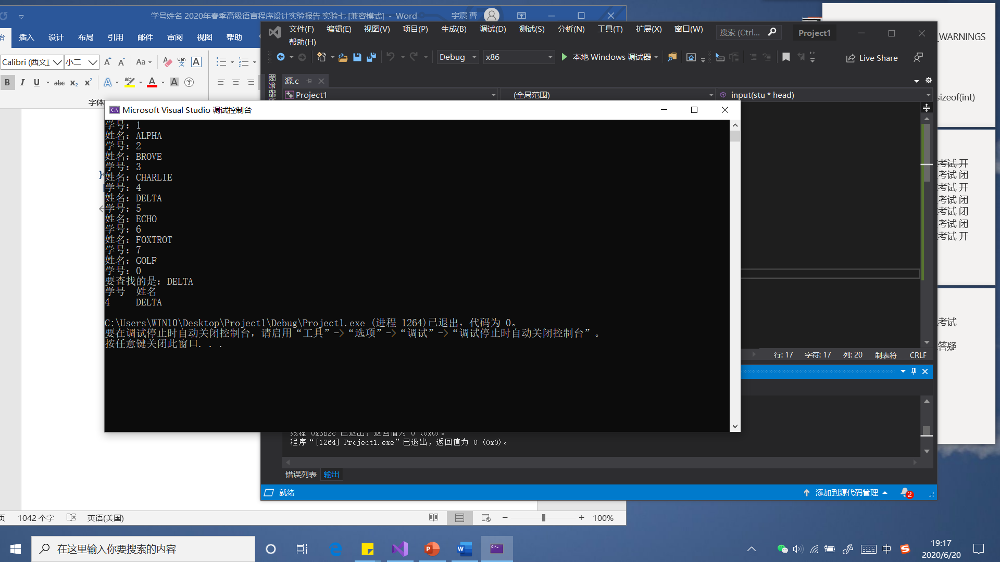 学号姓名 2020年春季高级语言程序设计实验报告 实验七 [兼容模式] - Word
宇宸 曹
插入 设计 布局 引用 邮件 审阅 视图 帮助
Calibri (西文正 小二
字体
文件(F) 编辑(E) 视图(V) 项目(P) 生成(B) 调试(D) 测试(S) 分析(N) 工具(T) 扩展(X) 窗口(W)
帮助(H)
搜索 (Ctrl...
Project1
Debug x86 本地 Windows 调试器
Live Share
源.c
Project1 (全局范围) input(stu * head)
Microsoft Visual Studio 调试控制台
学号: 1
姓名: ALPHA
学号: 2
姓名: BROVE
学号: 3
姓名: CHARLIE
学号: 4
姓名: DELTA
学号: 5
姓名: ECHO
学号: 6
姓名: FOXTROT
学号: 7
姓名: GOLF
学号: 0
要查找的是: DELTA
学号 姓名
4 DELTA
C:\Users\WIN10\Desktop\Project1\Debug\Project1.exe (进程 1264)已退出，代码为 0。
要在调试停止时自动关闭控制台，请启用“工具”->“选项”->“调试”->“调试停止时自动关闭控制台”。
按任意键关闭此窗口. . .
行: 17 字符: 17 列: 20 制表符 CRLF
线程 0x3b2c 已退出，返回值为 0 (0x0)。
程序“[1264] Project1.exe”已退出，返回值为 0 (0x0)。
错误列表 输出
就绪
添加到源代码管理
2
_WARNINGS
sizeof(int)
考试 开
考试 闭
考试 开
考试 闭
考试 闭
考试 闭
考试 开
考试
答疑
页 1042 个字 英语(美国)
100%
在这里输入你要搜索的内容
中
19:17
2020/6/20